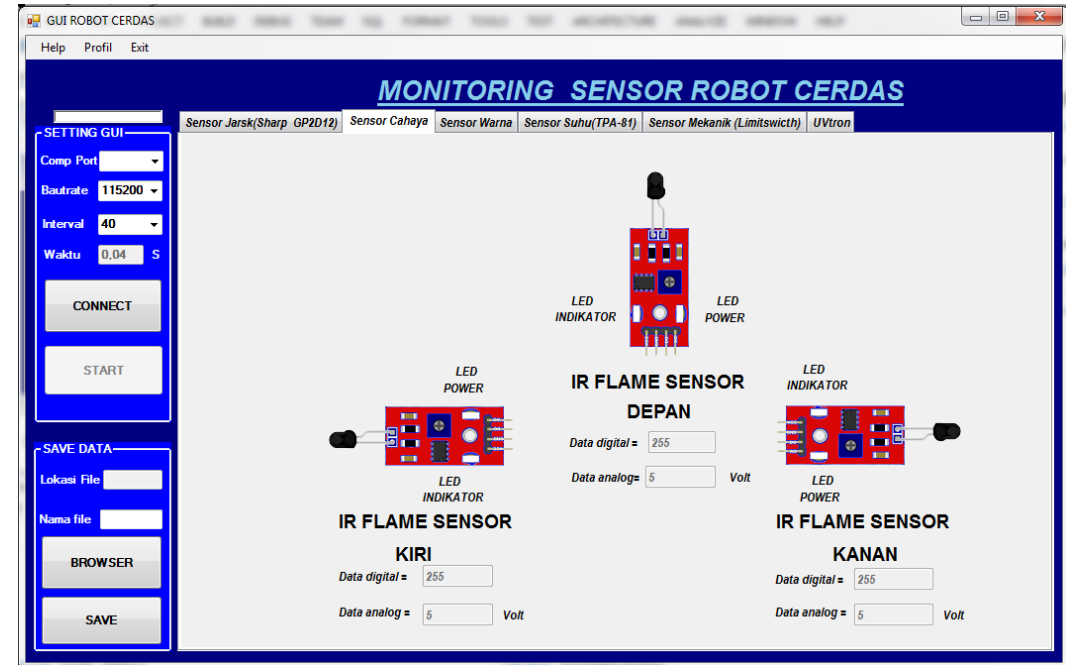 GUI ROBOT CERDAS
Help Profil Exit
MONITORING SENSOR ROBOT CERDAS
Sensor Jarsk(Sharp GP2D12) Sensor Cahaya Sensor Warna Sensor Suhu(TPA-81) Sensor Mekanik (Limitswicth) UVtron
SETTING GUI
Comp Port
Bautrate 115200
Interval 40
Waktu 0,04 S
CONNECT
START
SAVE DATA
Lokasi File
Nama file
BROWSER
SAVE
LED
INDIKATOR
LED
POWER
IR FLAME SENSOR
DEPAN
Data digital = 255
Data analog= 5 Volt
LED
POWER
LED
INDIKATOR
IR FLAME SENSOR
KIRI
Data digital = 255
Data analog = 5 Volt
LED
INDIKATOR
LED
POWER
IR FLAME SENSOR
KANAN
Data digital = 255
Data analog = 5 Volt